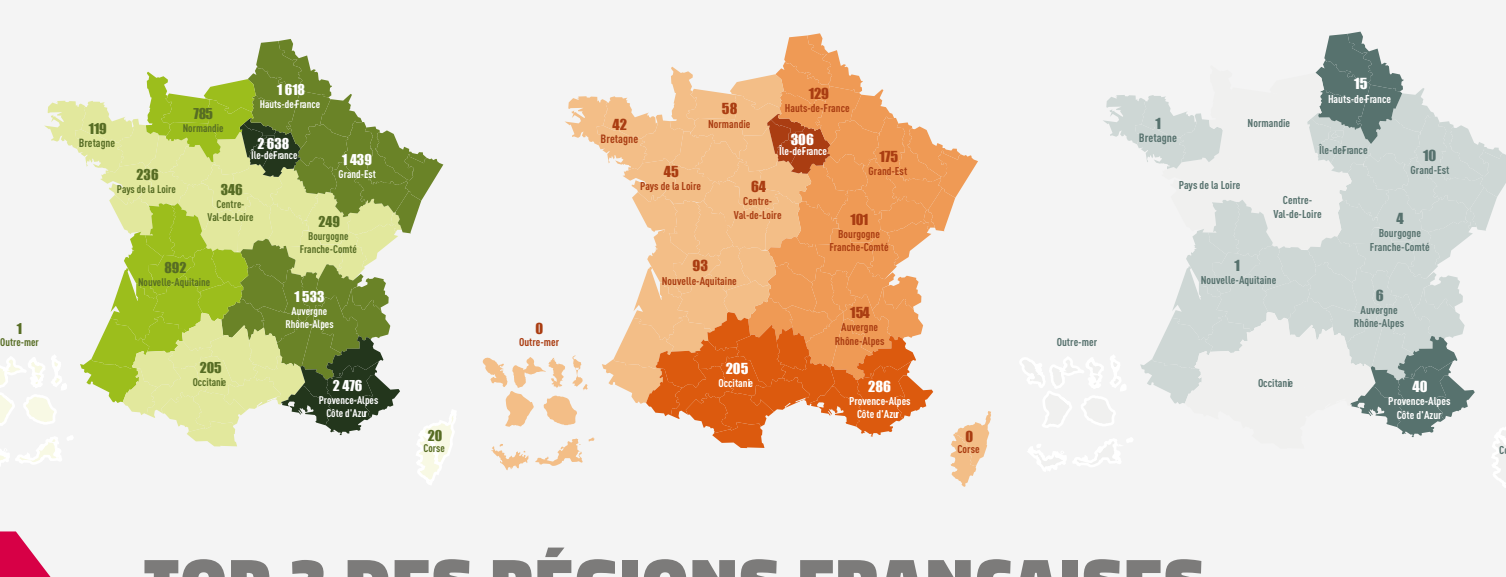 1 618
Hauts-de-France
785
Normandie
119
Bretagne
2 638
Île-deFrance
1 439
Grand-Est
236
Pays de la Loire
346
Centre-
Val-de-Loire
249
Bourgogne
Franche-Comté
892
Nouvelle-Aquitaine
1 533
Auvergne
Rhône-Alpes
1
Outre-mer
205
Occitanie
2 476
Provence-Alpes
Côte d'Azur
20
Corse
129
Hauts-de-France
58
Normandie
42
Bretagne
306
Île-deFrance
175
Grand-Est
45
Pays de la Loire
64
Centre-
Val-de-Loire
101
Bourgogne
Franche-Comté
93
Nouvelle-Aquitaine
154
Auvergne
Rhône-Alpes
0
Outre-mer
205
Occitanie
286
Provence-Alpes
Côte d'Azur
0
Corse
15
Hauts-de-France
Normandie
1
Bretagne
Île-deFrance
10
Grand-Est
Pays de la Loire
Centre-
Val-de-Loire
4
Bourgogne
Franche-Comté
1
Nouvelle-Aquitaine
6
Auvergne
Rhône-Alpes
Outre-mer
Occitanie
40
Provence-Alpes
Côte d'Azur
TOP 3 DES RÉGIONS FRANÇAISES